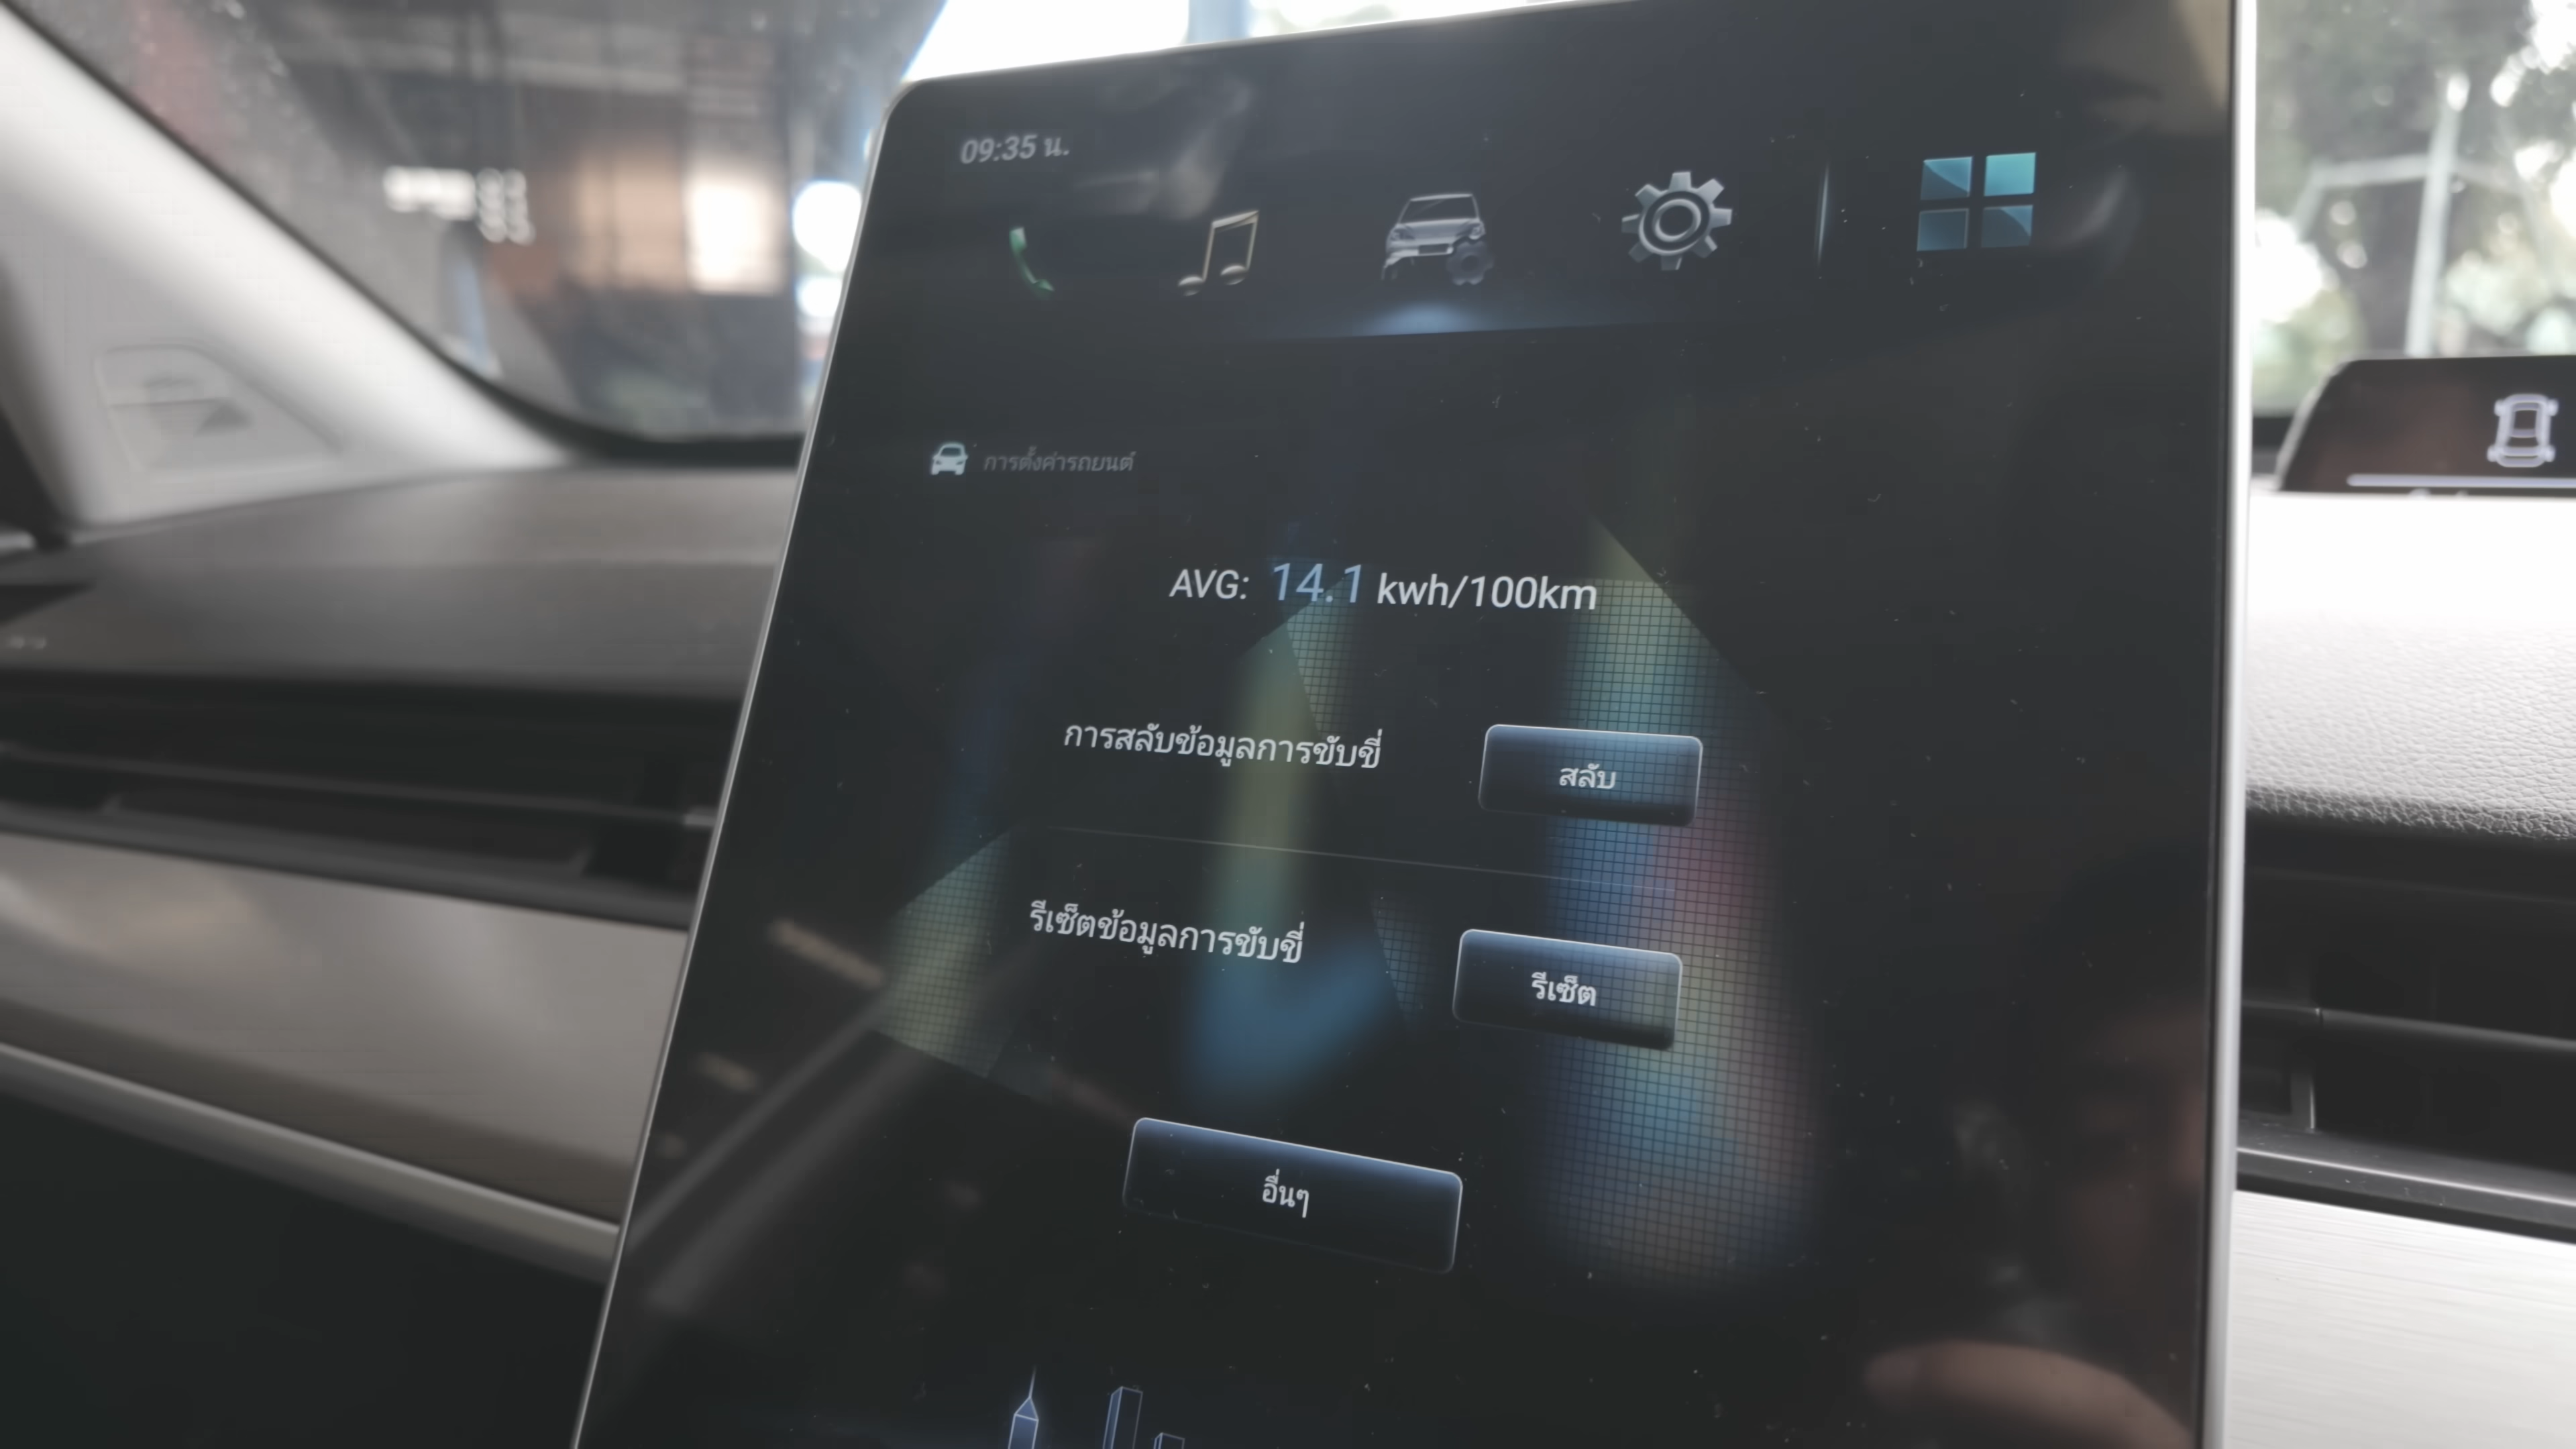 09:35 น.
การตั้งค่ารถยนต์
AVG: 14.1 kwh/100km
การสลับข้อมูลการขับขี่
สลับ
รีเซ็ตข้อมูลการขับขี่
รีเซ็ต
อื่นๆ